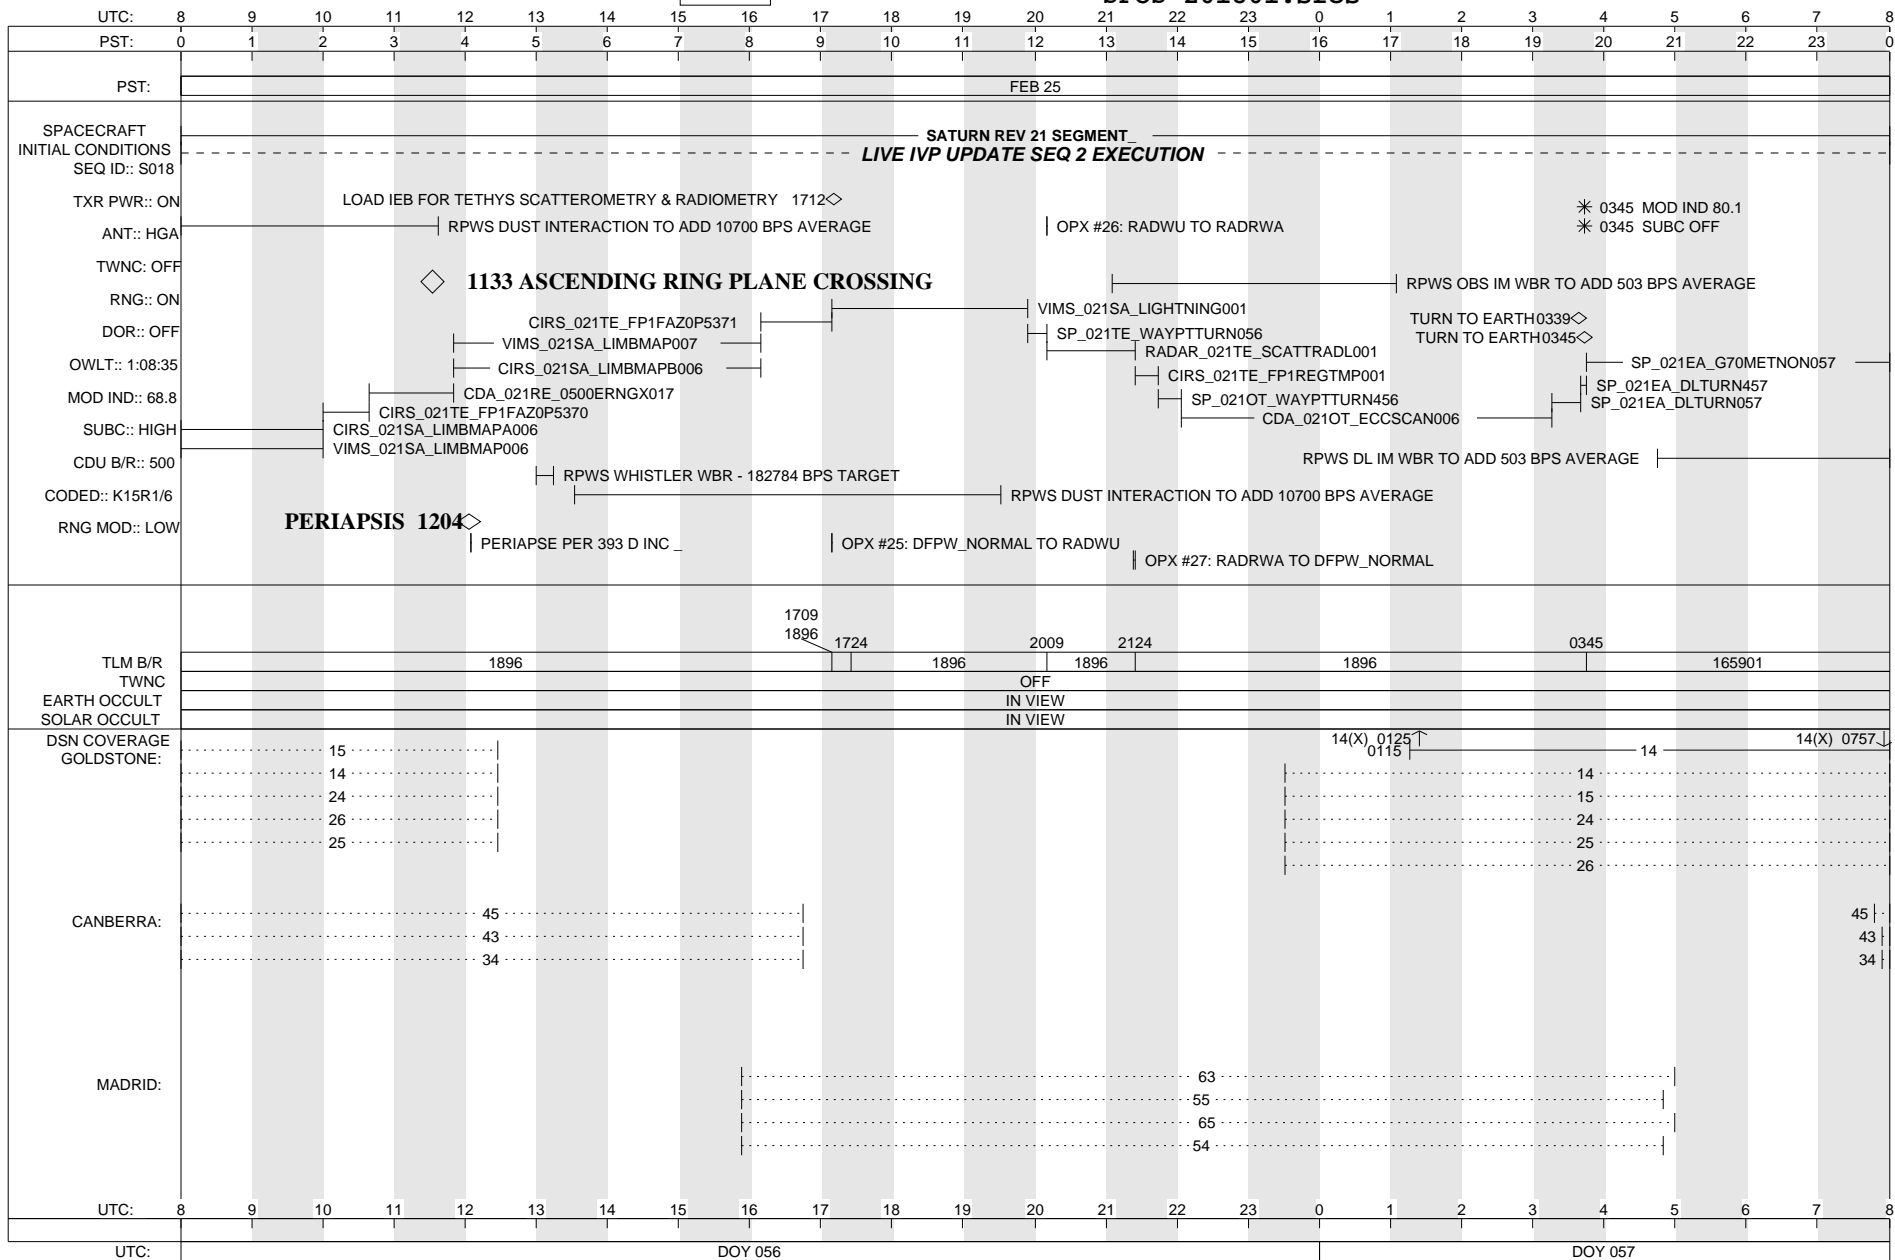 UTC: 8 9 10 11 12 13 14 15 16 17 18 19 20 21 22 23 0 1 2 3 4 5 6 7 8
PST: 0 1 2 3 4 5 6 7 8 9 10 11 12 13 14 15 16 17 18 19 20 21 22 23 0
PST: FEB 25
SPACECRAFT
INITIAL CONDITIONS
SEQ ID:: S018
TXR PWR:: ON
ANT:: HGA
TWNC: OFF
RNG:: ON
DOR:: OFF
OWLT:: 1:08:35
MOD IND:: 68.8
SUBC:: HIGH
CDU B/R:: 500
CODED:: K15R1/6
RNG MOD:: LOW
SATURN REV 21 SEGMENT_
LIVE IVP UPDATE SEQ 2 EXECUTION
LOAD IEB FOR TETHYS SCATTEROMETRY & RADIOMETRY 1712
0345 MOD IND 80.1
RPWS DUST INTERACTION TO ADD 10700 BPS AVERAGE
OPX #26: RADWU TO RADRWA
0345 SUBC OFF
1133 ASCENDING RING PLANE CROSSING
RPWS OBS IM WBR TO ADD 503 BPS AVERAGE
VIMS_021SA_LIGHTNING001
CIRS_021TE_FP1FAZ0P5371
TURN TO EARTH 0339
SP_021TE_WAYPTTURN056
TURN TO EARTH 0345
VIMS_021SA_LIMBMAP007
RADAR_021TE_SCATTRADL001
SP_021EA_G70METNON057
CIRS_021SA_LIMBMAPB006
CIRS_021TE_FP1REGTMP001
SP_021EA_DLTURN457
CDA_021RE_0500ERNGX017
SP_021OT_WAYPTTURN456
SP_021EA_DLTURN057
CIRS_021TE_FP1FAZ0P5370
CDA_021OT_ECCSCAN006
CIRS_021SA_LIMBMAPA006
VIMS_021SA_LIMBMAP006
RPWS DL IM WBR TO ADD 503 BPS AVERAGE
RPWS WHISTLER WBR - 182784 BPS TARGET
RPWS DUST INTERACTION TO ADD 10700 BPS AVERAGE
PERIAPSIS 1204
PERIAPSE PER 393 D INC _
OPX #25: DFPW_NORMAL TO RADWU
OPX #27: RADRWA TO DFPW_NORMAL
1709
1896
1724 2009 2124 0345
TLM B/R 1896 1896 1896 1896 165901
TWNC OFF
EARTH OCCULT IN VIEW
SOLAR OCCULT IN VIEW
DSN COVERAGE
GOLDSTONE:
14(X) 0125
14(X) 0757
15 0115 14
14 14
24 15
26 24
25 25
26
CANBERRA:
45 45
43 43
34 34
MADRID:
63
55
65
54
UTC: 8 9 10 11 12 13 14 15 16 17 18 19 20 21 22 23 0 1 2 3 4 5 6 7 8
UTC: DOY 056 DOY 057